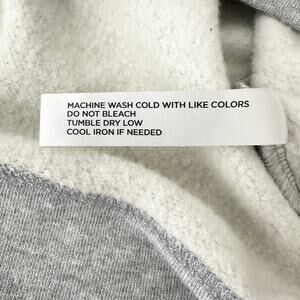 MACHINE WASH COLD WITH LIKE COLORS
DO NOT BLEACH
TUMBLE DRY LOW
COOL IRON IF NEEDED